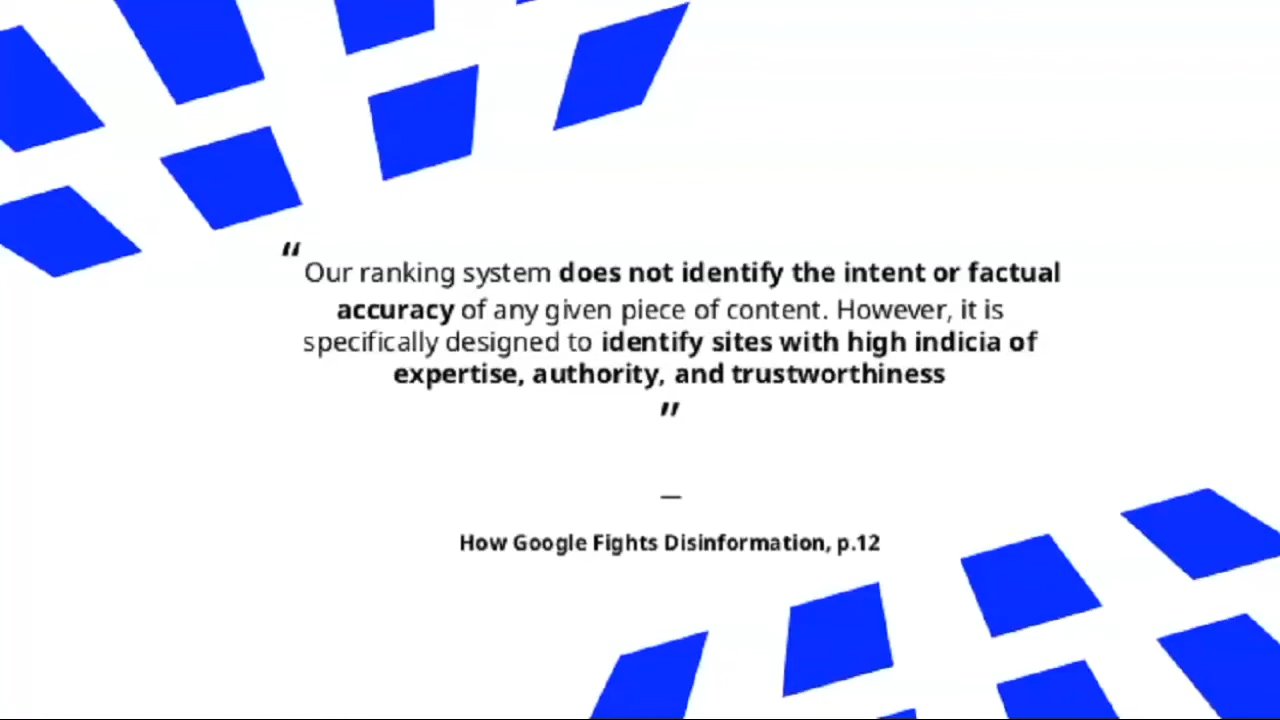 “Our ranking system does not identify the intent or factual
accuracy of any given piece of content. However, it is
specifically designed to identify sites with high indicia of
expertise, authority, and trustworthiness
”
—
How Google Fights Disinformation, p.12